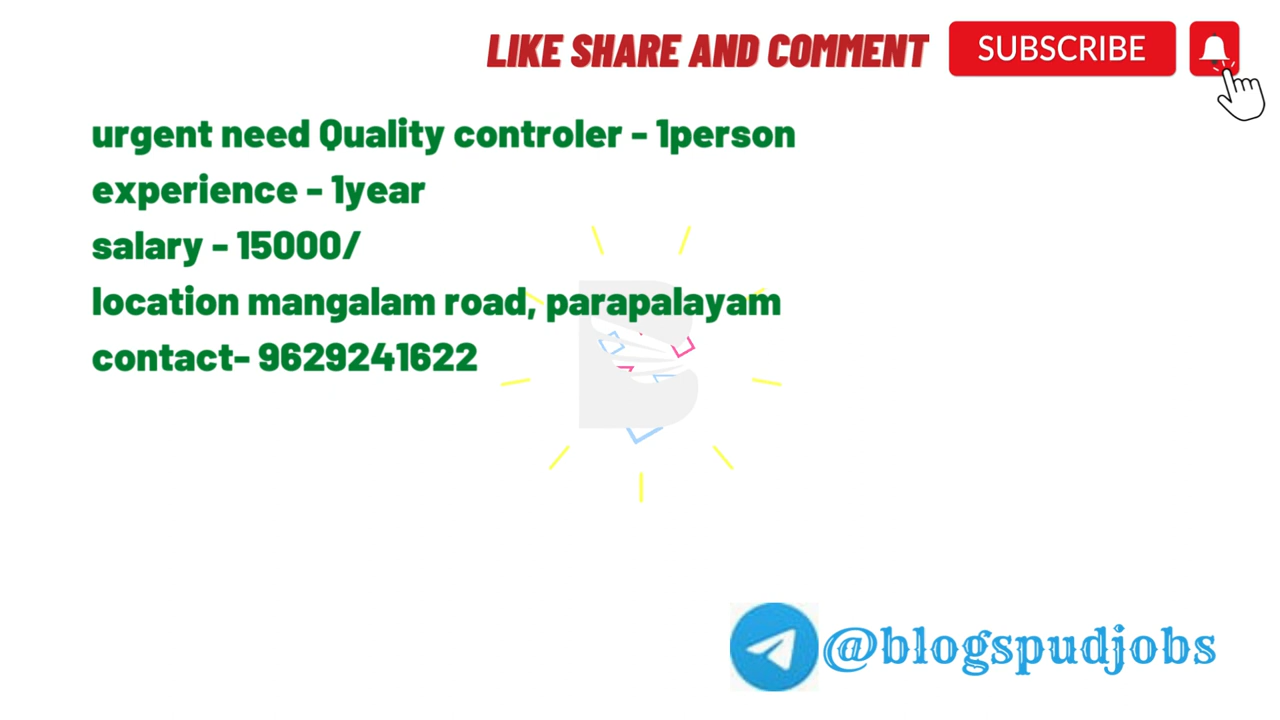 LIKE SHARE AND COMMENT SUBSCRIBE
urgent need Quality controler - 1person
experience - 1year
salary - 15000/
location mangalam road, parapalayam
contact- 9629241622
@blogspudjobs